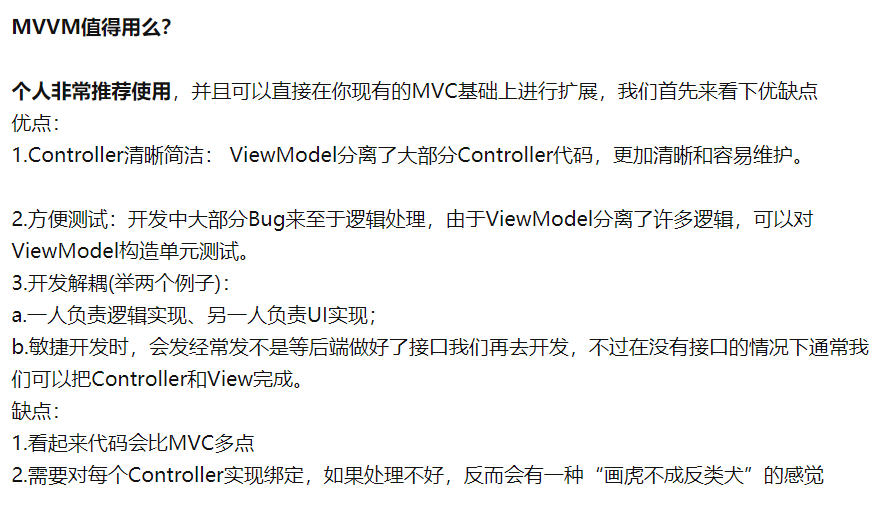 MVVM值得用么？
个人非常推荐使用，并且可以直接在你现有的MVC基础上进行扩展，我们首先来看下优缺点
优点：
1.Controller清晰简洁： ViewModel分离了大部分Controller代码，更加清晰和容易维护。
2.方便测试：开发中大部分Bug来至于逻辑处理，由于ViewModel分离了许多逻辑，可以对
ViewModel构造单元测试。
3.开发解耦(举两个例子)：
a.一人负责逻辑实现、另一人负责UI实现；
b.敏捷开发时，会发经常发不是等后端做好了接口我们再去开发，不过在没有接口的情况下通常我
们可以把Controller和View完成。
缺点：
1.看起来代码会比MVC多点
2.需要对每个Controller实现绑定，如果处理不好，反而会有一种“画虎不成反类犬”的感觉